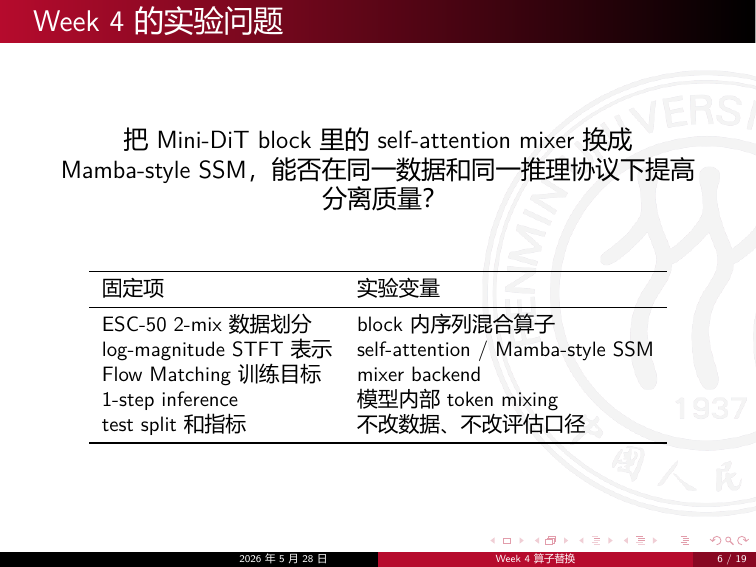 Week 4 的实验问题
把 Mini-DiT block 里的 self-attention mixer 换成
Mamba-style SSM，能否在同一数据和同一推理协议下提高
分离质量？
固定项 实验变量
ESC-50 2-mix 数据划分 block 内序列混合算子
log-magnitude STFT 表示 self-attention / Mamba-style SSM
Flow Matching 训练目标 mixer backend
1-step inference 模型内部 token mixing
test split 和指标 不改数据、不改评估口径
1937
2026 年 5 月 28 日 Week 4 算子替换 6 / 19